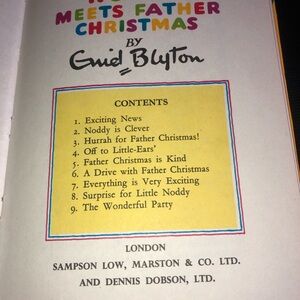 MEETS FATHER
CHRISTMAS
BY
Enid Blyton
CONTENTS
1. Exciting News
2. Noddy is Clever
3. Hurrah for Father Christmas!
4. Off to Little-Ears'
5. Father Christmas is Kind
6. A Drive with Father Christmas
7. Everything is Very Exciting
8. Surprise for Little Noddy
9. The Wonderful Party
LONDON
SAMPSON LOW, MARSTON & CO. LTD.
AND DENNIS DOBSON, LTD.